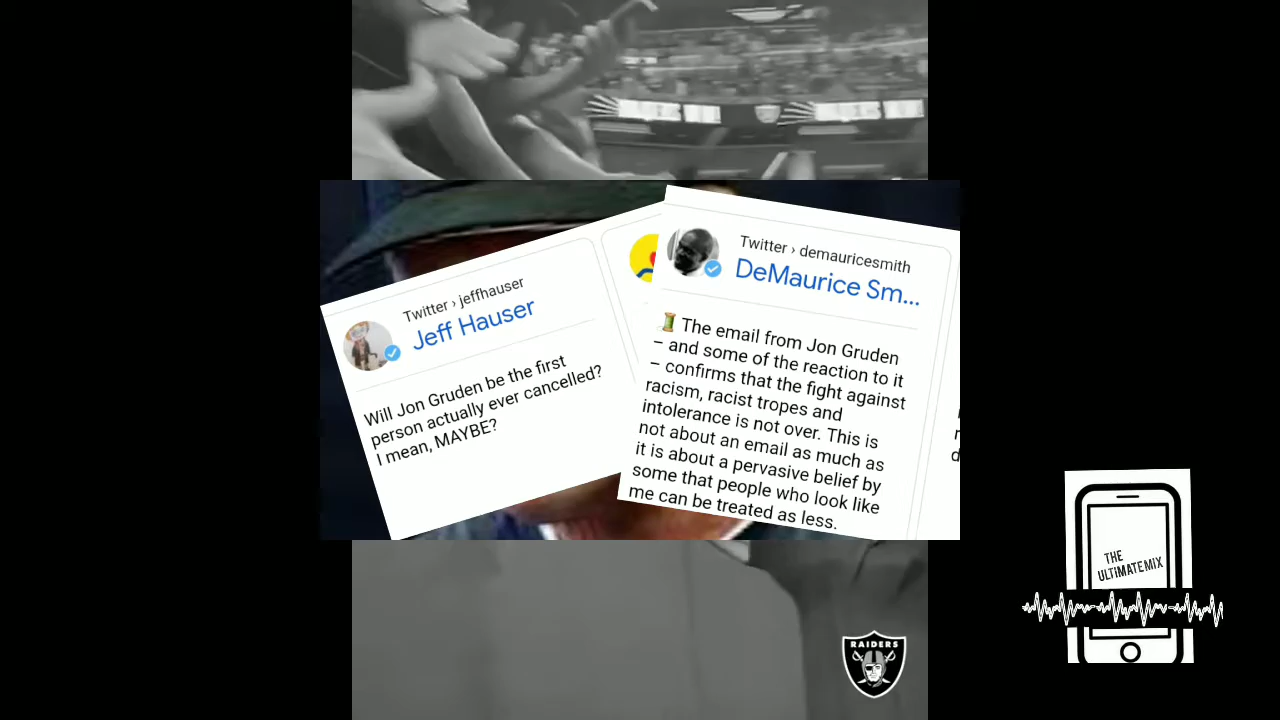 Twitter › jeffhauser
Jeff Hauser
Will Jon Gruden be the first
person actually ever cancelled?
I mean, MAYBE?
Twitter › demauricesmith
DeMaurice Sm...
The email from Jon Gruden
– and some of the reaction to it
– confirms that the fight against
racism, racist tropes and
intolerance is not over. This is
not about an email as much as
it is about a pervasive belief by
some that people who look like
me can be treated as less.
THE
ULTIMATEMIX
RAIDERS